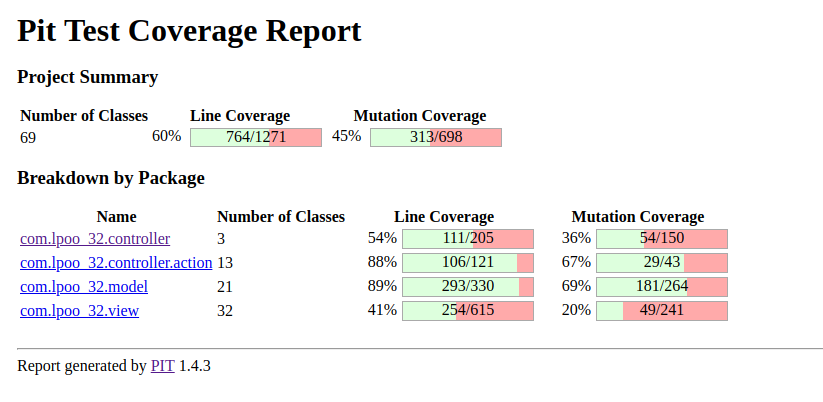 Pit Test Coverage Report
Project Summary
Number of Classes Line Coverage Mutation Coverage
69 60% 764/1271 45% 313/698
Breakdown by Package
Name Number of Classes Line Coverage Mutation Coverage
com.lpoo_32.controller 3 54% 111/205 36% 54/150
com.lpoo_32.controller.action 13 88% 106/121 67% 29/43
com.lpoo_32.model 21 89% 293/330 69% 181/264
com.lpoo_32.view 32 41% 254/615 20% 49/241
Report generated by PIT 1.4.3